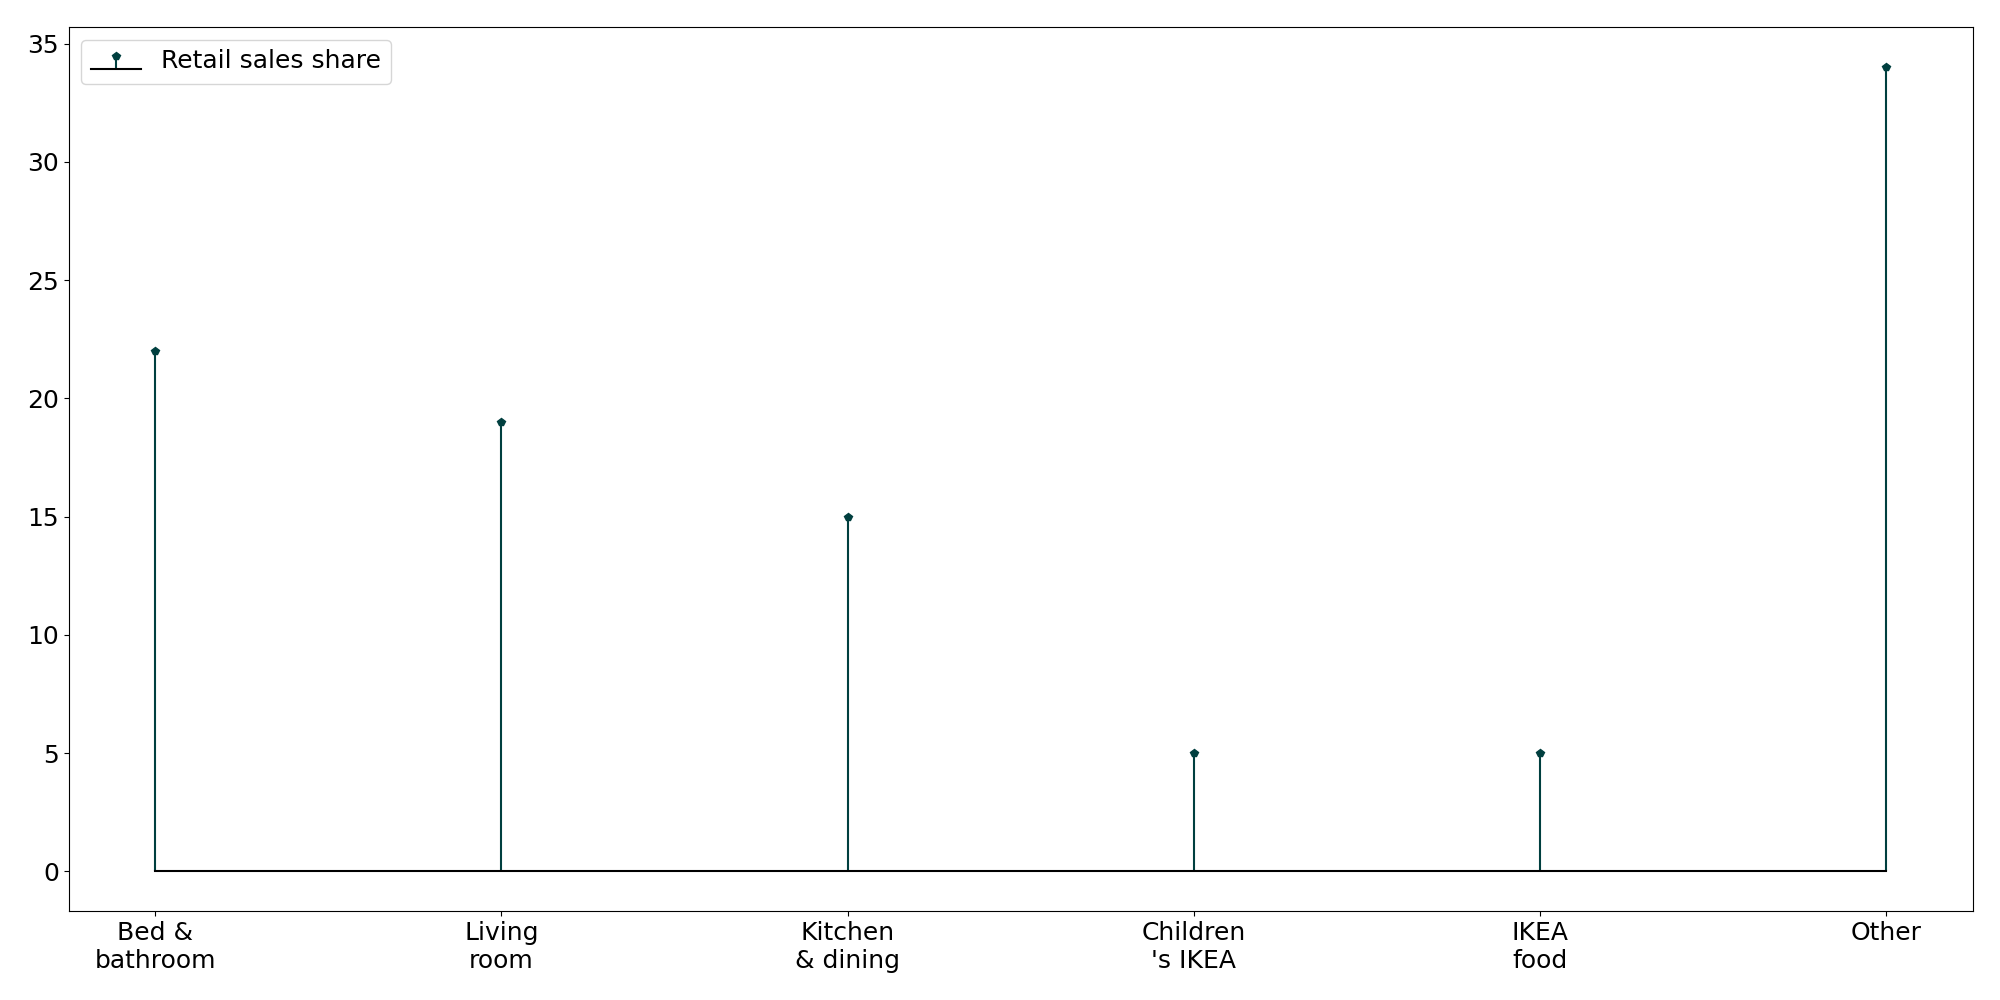 Retail sales share
35
30
25
20
15
10
5
0
Bed &
bathroom
Living
room
Kitchen
& dining
Children
's IKEA
IKEA
food
Other